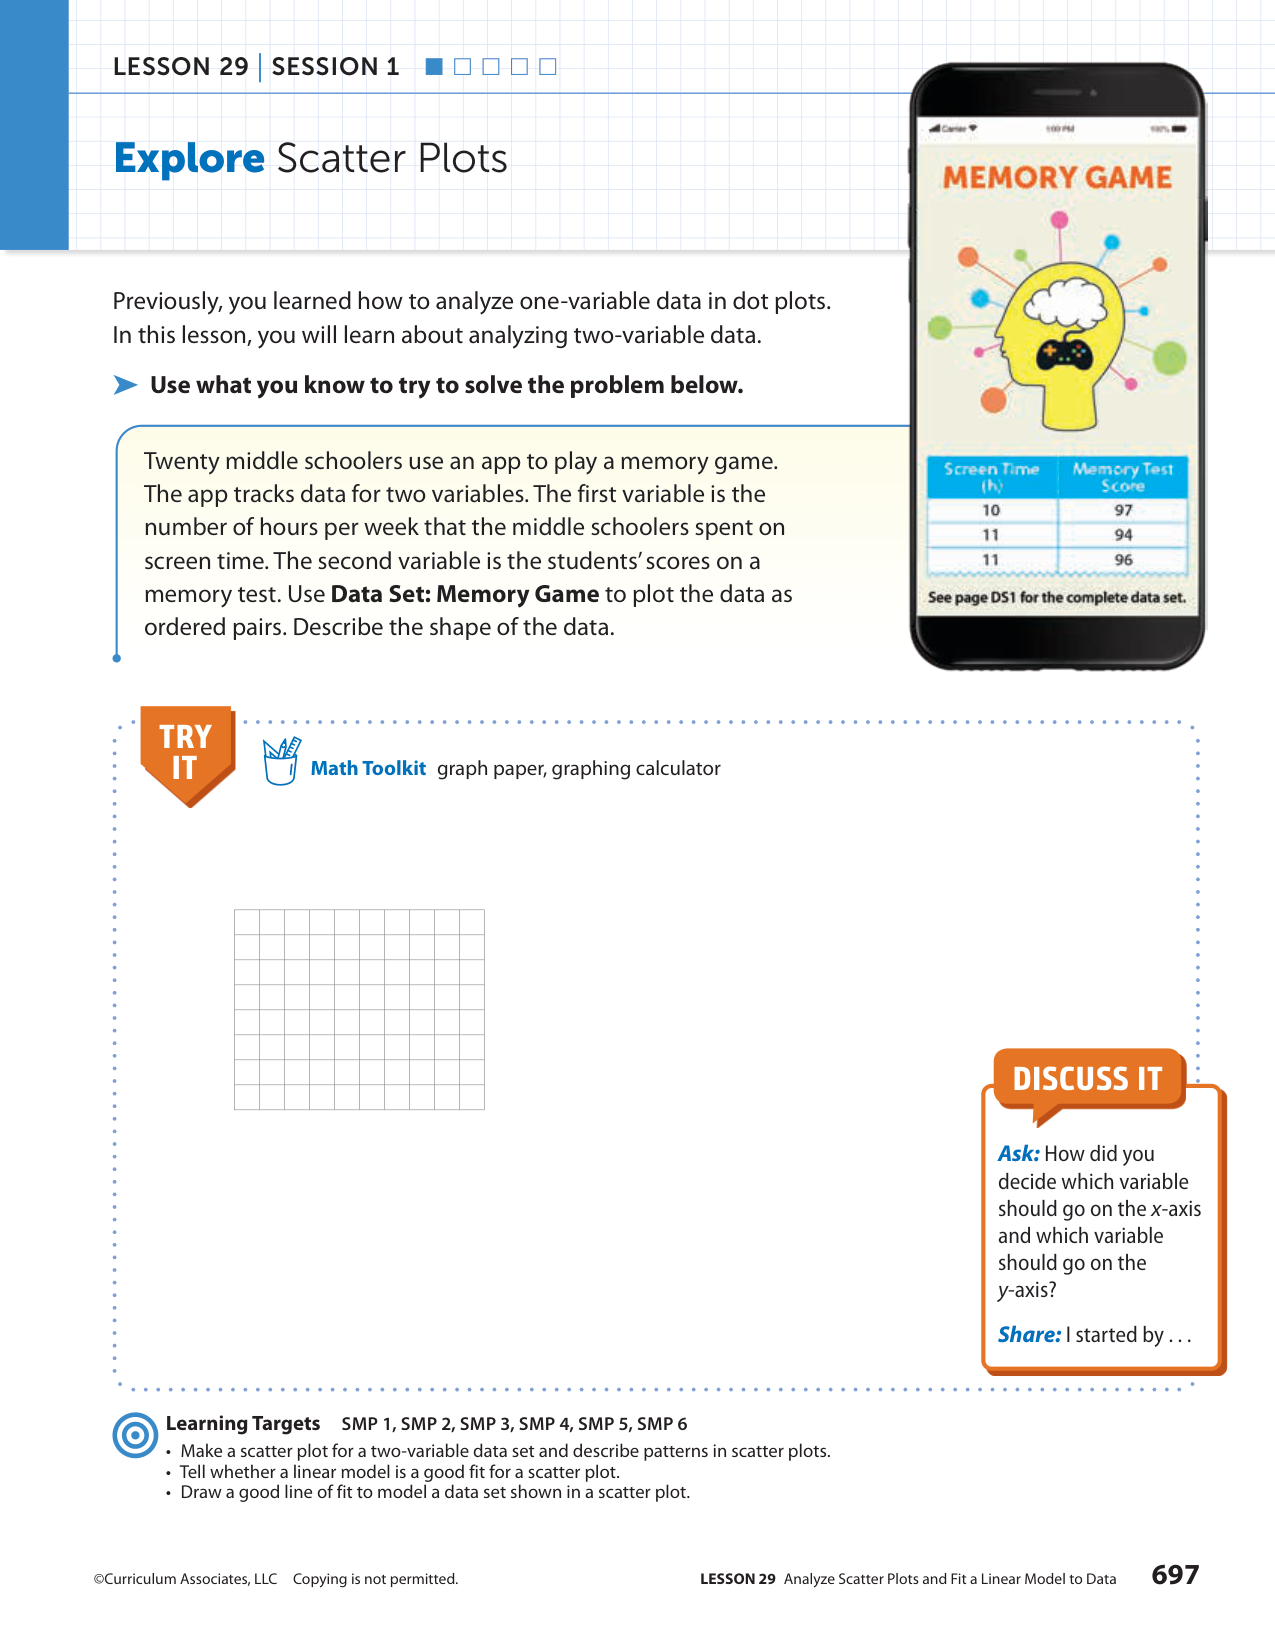 LESSON 29 | SESSION 1
Explore Scatter Plots
Carrier 1:00 PM 100%
MEMORY GAME
Previously, you learned how to analyze one-variable data in dot plots.
In this lesson, you will learn about analyzing two-variable data.
Use what you know to try to solve the problem below.
Twenty middle schoolers use an app to play a memory game.
The app tracks data for two variables. The first variable is the
number of hours per week that the middle schoolers spent on
screen time. The second variable is the students’ scores on a
memory test. Use Data Set: Memory Game to plot the data as
ordered pairs. Describe the shape of the data.
Screen Time Memory Test
(h) Score
10 97
11 94
11 96
See page DS1 for the complete data set.
TRY
IT
Math Toolkit graph paper, graphing calculator
DISCUSS IT
Ask: How did you
decide which variable
should go on the x-axis
and which variable
should go on the
y-axis?
Share: I started by . . .
Learning Targets SMP 1, SMP 2, SMP 3, SMP 4, SMP 5, SMP 6
• Make a scatter plot for a two-variable data set and describe patterns in scatter plots.
• Tell whether a linear model is a good fit for a scatter plot.
• Draw a good line of fit to model a data set shown in a scatter plot.
©Curriculum Associates, LLC Copying is not permitted.
LESSON 29 Analyze Scatter Plots and Fit a Linear Model to Data 697